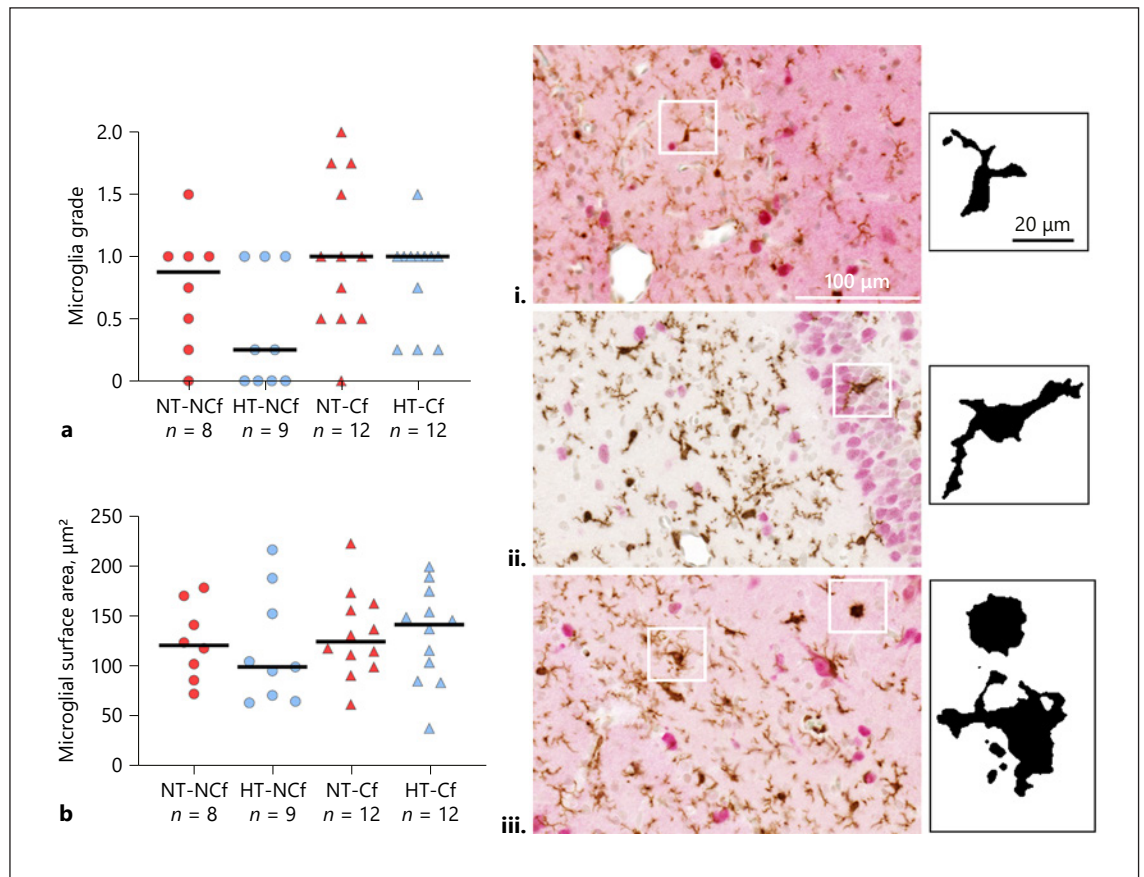 Microglia grade
2.0
1.5
1.0
0.5
0
NT-NCf HT-NCf NT-Cf HT-Cf
n = 8 n = 9 n = 12 n = 12
a
Microglial surface area, µm²
250
200
150
100
50
0
NT-NCf HT-NCf NT-Cf HT-Cf
n = 8 n = 9 n = 12 n = 12
b
100 µm
i.
20 µm
ii.
iii.